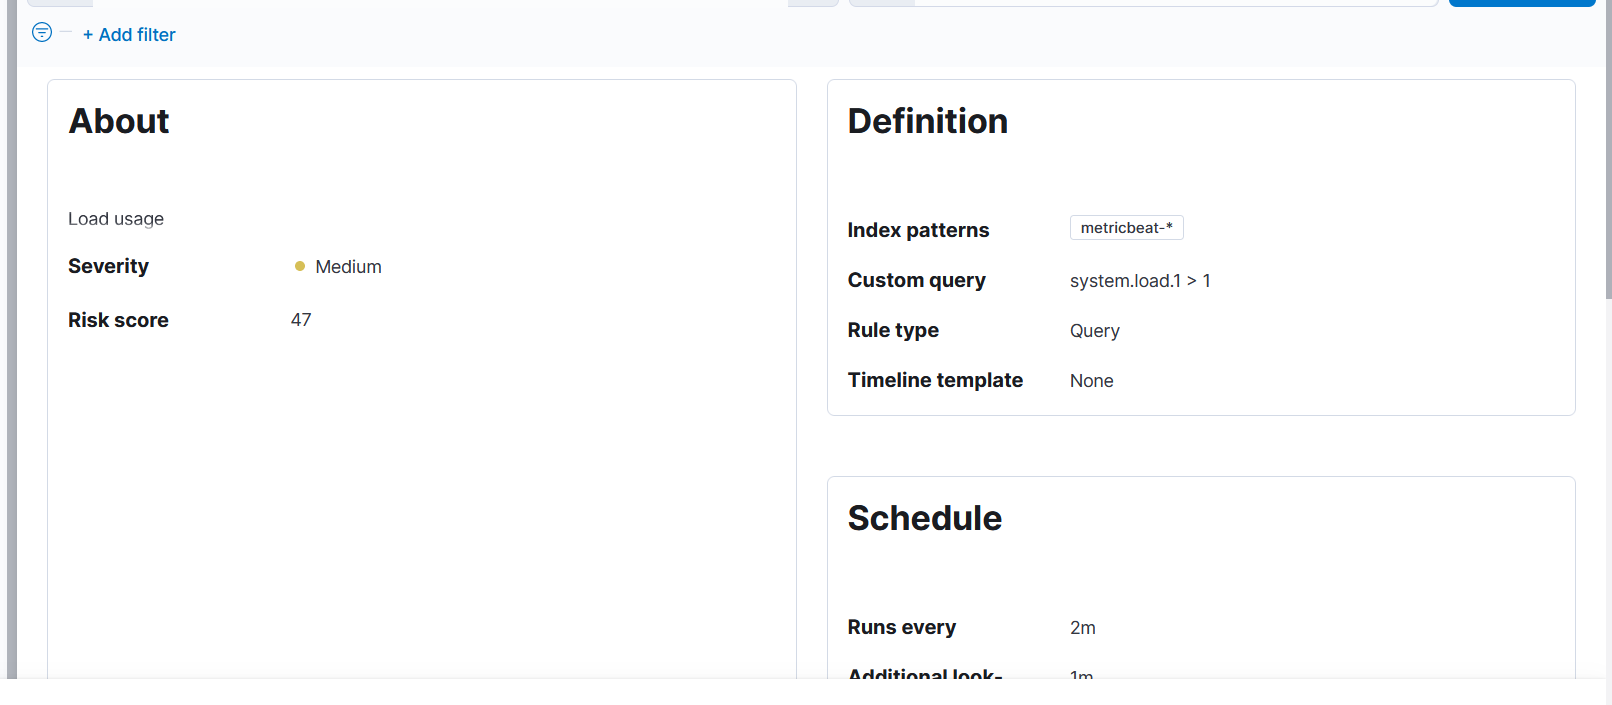 + Add filter
About
Load usage
Severity Medium
Risk score 47
Definition
Index patterns metricbeat-*
Custom query system.load.1 > 1
Rule type Query
Timeline template None
Schedule
Runs every 2m
Additional look- 1m